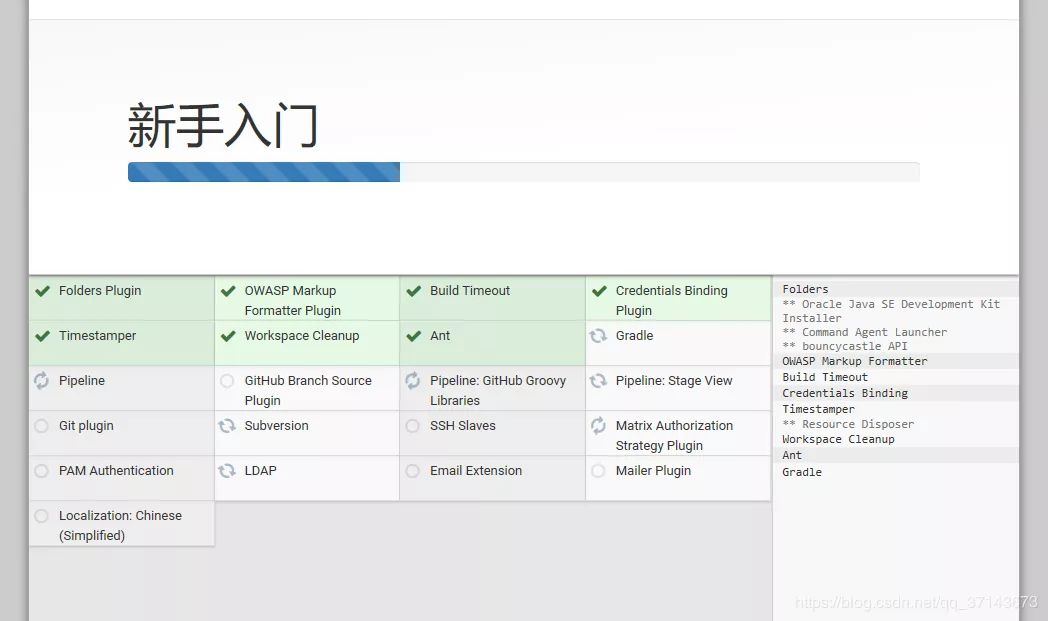 新手入门
Folders Plugin
OWASP Markup
Formatter Plugin
Build Timeout
Credentials Binding
Plugin
Timestamper
Workspace Cleanup
Ant
Gradle
Pipeline
GitHub Branch Source
Plugin
Pipeline: GitHub Groovy
Libraries
Pipeline: Stage View
Git plugin
Subversion
SSH Slaves
Matrix Authorization
Strategy Plugin
PAM Authentication
LDAP
Email Extension
Mailer Plugin
Localization: Chinese
(Simplified)
Folders
** Oracle Java SE Development Kit
Installer
** Command Agent Launcher
** bouncycastle API
OWASP Markup Formatter
Build Timeout
Credentials Binding
Timestamper
** Resource Disposer
Workspace Cleanup
Ant
Gradle
https://blog.csdn.net/qq_37143673